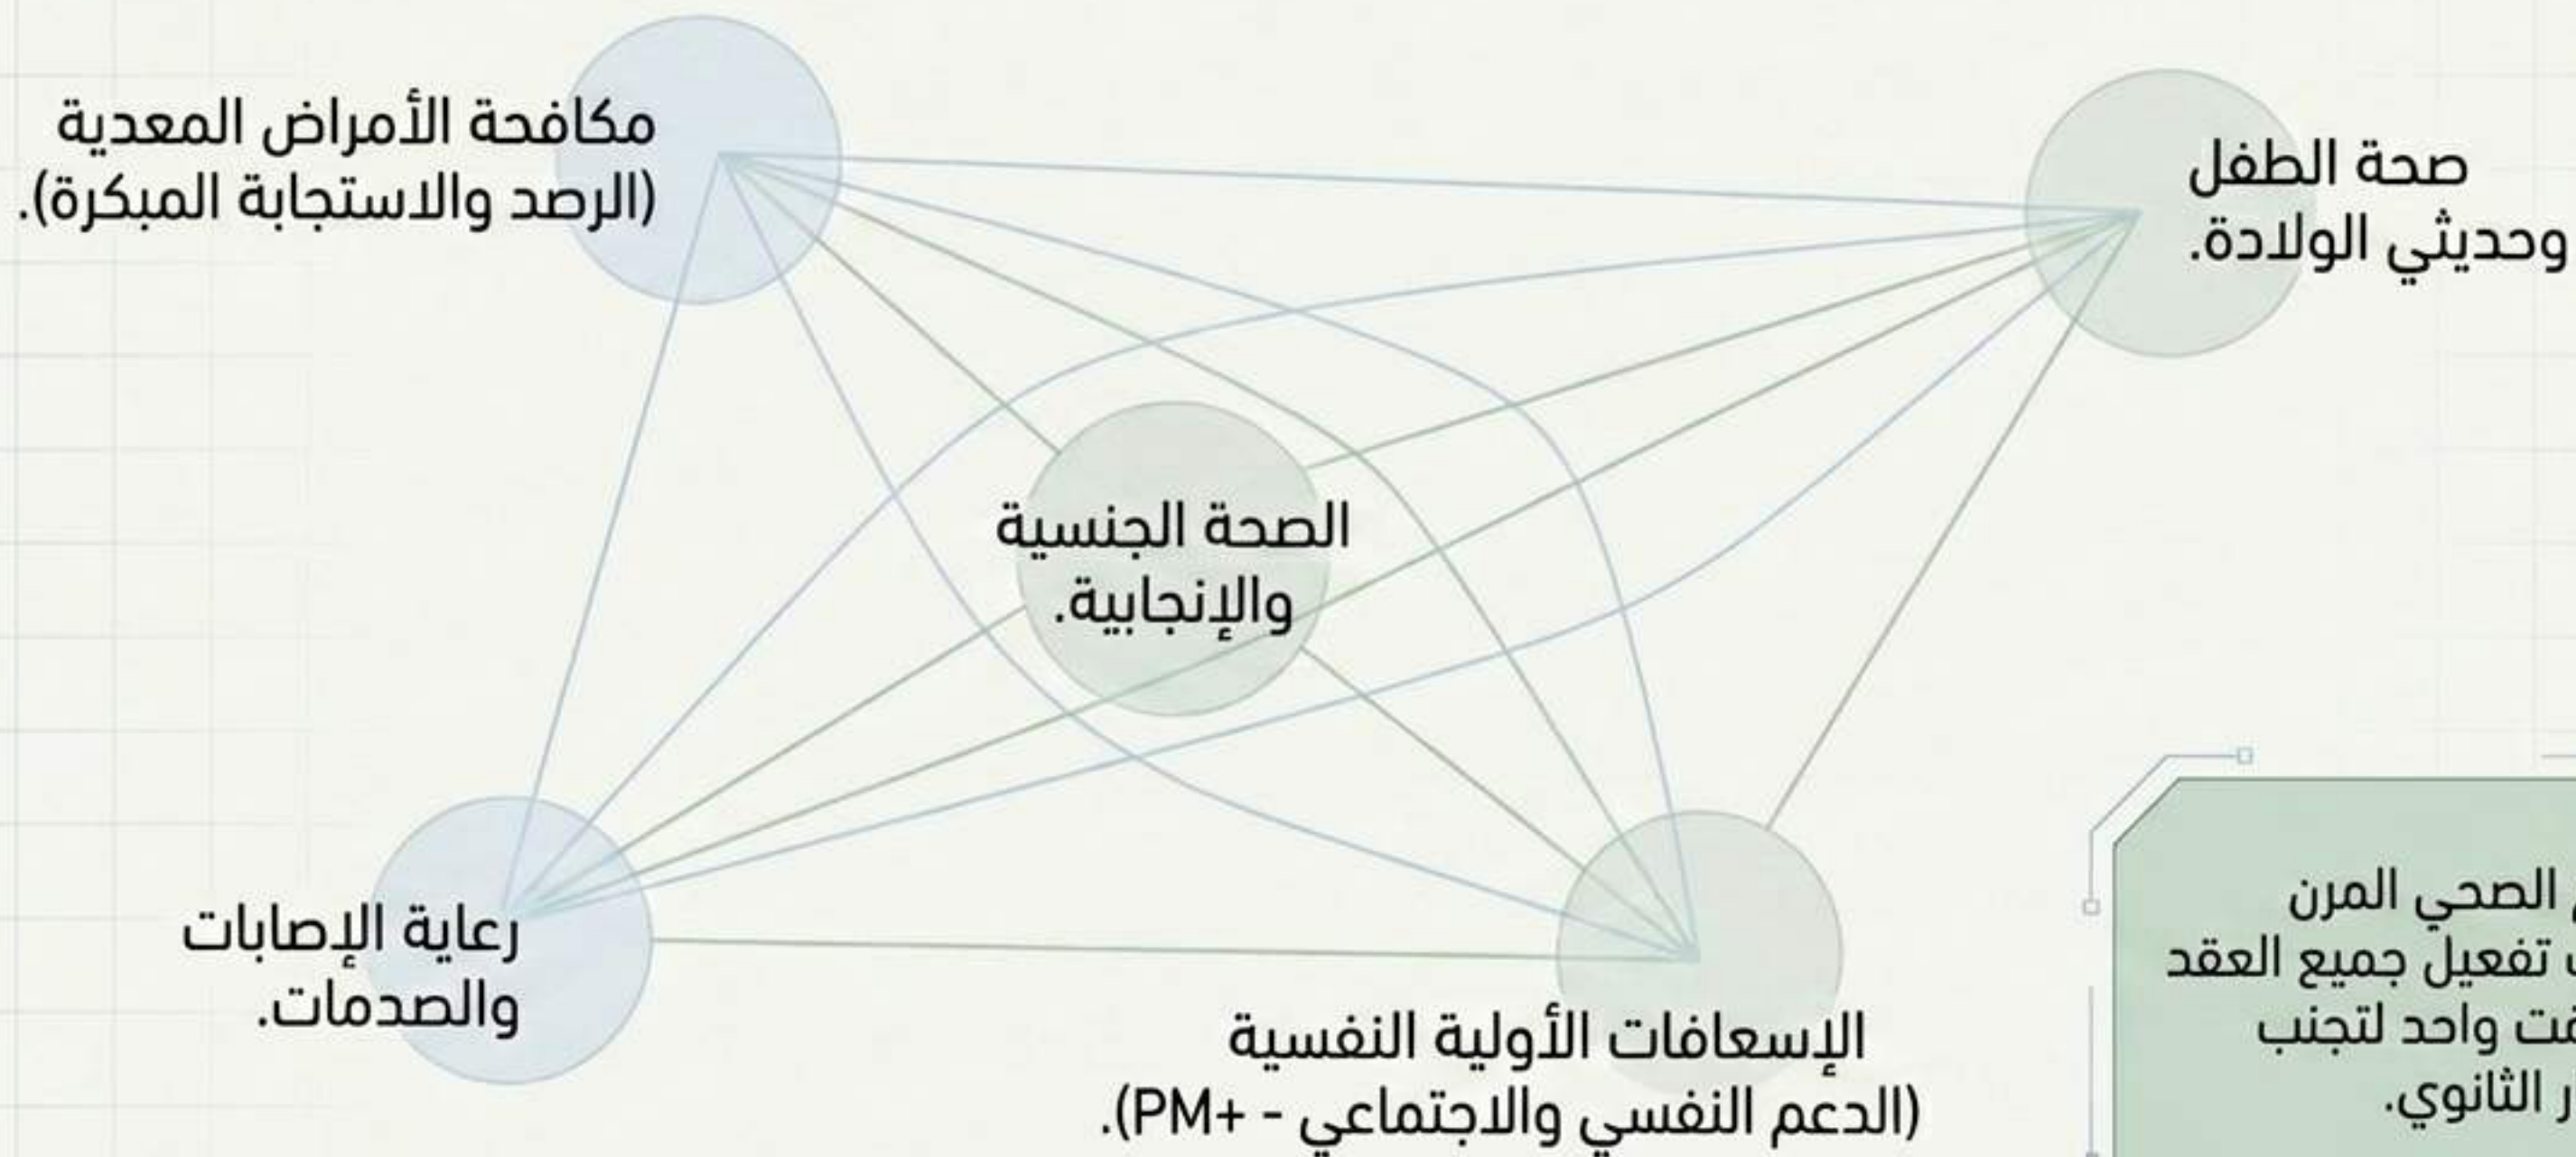 مكافحة الأمراض المعدية
(الرصد والاستجابة المبكرة).
صحة الطفل
وحديثي الولادة.
الصحة الجنسية
والإنجابية.
رعاية الإصابات
والصدمات.
الإسعافات الأولية النفسية
(الدعم النفسي والاجتماعي - PM+).
الصحي المرن
تفعيل جميع العقد
واحد لتجنب
الثانوي.